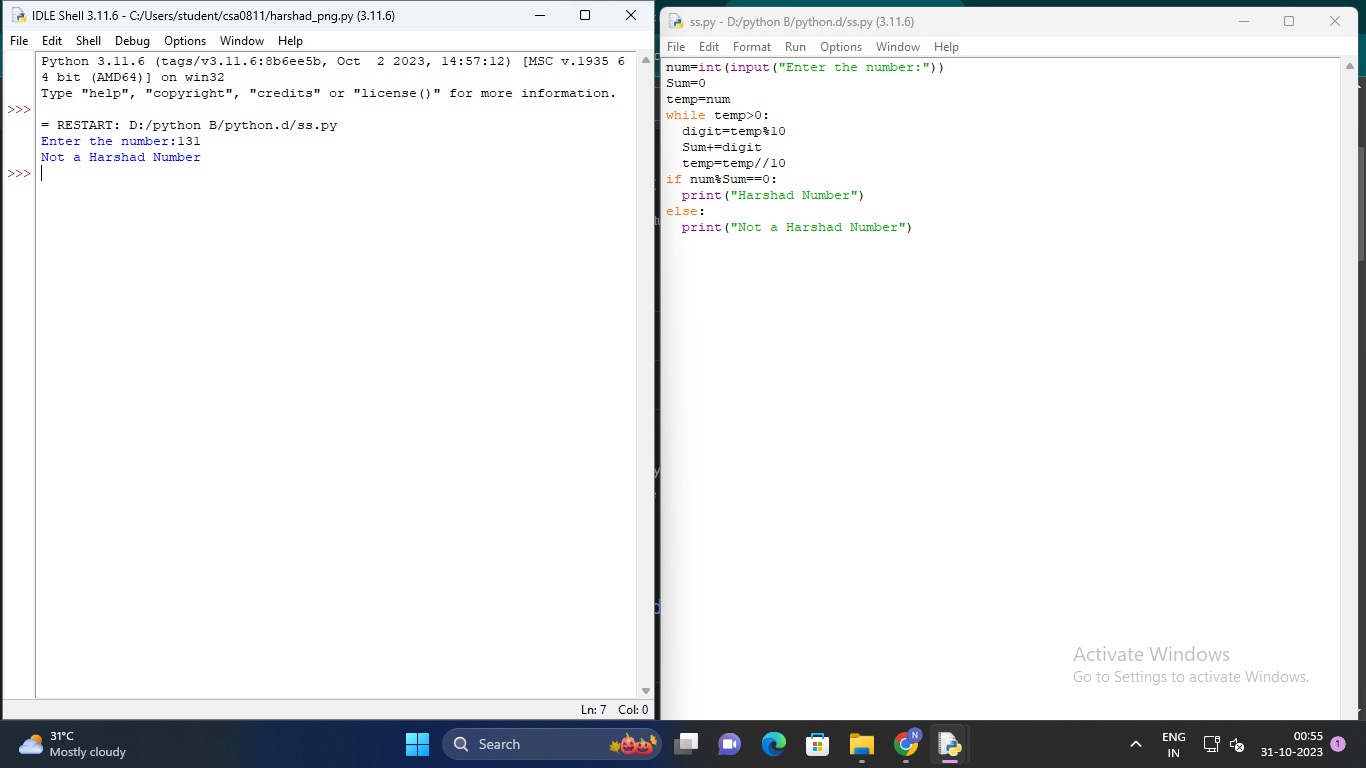 IDLE Shell 3.11.6 - C:/Users/student/csa0811/harshad_png.py (3.11.6)
File Edit Shell Debug Options Window Help
Python 3.11.6 (tags/v3.11.6:8b6ee5b, Oct  2 2023, 14:57:12) [MSC v.1935 6
4 bit (AMD64)] on win32
Type "help", "copyright", "credits" or "license()" for more information.
>>>
= RESTART: D:/python B/python.d/ss.py
Enter the number:131
Not a Harshad Number
>>>
Ln: 7 Col: 0
ss.py - D:/python B/python.d/ss.py (3.11.6)
File Edit Format Run Options Window Help
num=int(input("Enter the number:"))
Sum=0
temp=num
while temp>0:
  digit=temp%10
  Sum+=digit
  temp=temp//10
if num%Sum==0:
  print("Harshad Number")
else:
  print("Not a Harshad Number")
Activate Windows
Go to Settings to activate Windows.
31°C
Mostly cloudy
Search
N
ENG
IN
00:55
31-10-2023
1